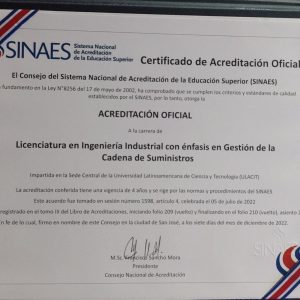 SINAES
Sistema Nacional
de Acreditación
de la Educación Superior
Certificado de Acreditación Oficial
El Consejo del Sistema Nacional de Acreditación de la Educación Superior (SINAES)
fundamento en la Ley N°8256 del 17 de mayo de 2002, ha comprobado que se cumplen los criterios y estándares de calidad
establecidos por el SINAES, por lo tanto, otorga la
ACREDITACIÓN OFICIAL
A la carrera de
Licenciatura en Ingeniería Industrial con énfasis en Gestión de la
Cadena de Suministros
Impartida en la Sede Central de la Universidad Latinoamericana de Ciencia y Tecnología (ULACIT)
La acreditación conferida tiene una vigencia de 4 años y se rige por las normas y procedimientos del SINAES
Este acuerdo fue tomado en sesión número 1598, artículo 4, celebrada el 05 de julio de 2022
registrado en el tomo III del Libro de Acreditaciones, iniciando folio 209 (vuelto) y finalizando en el folio 210 (vuelto), asiento
En fe de lo cual, firmo en nombre de este Consejo en la ciudad de San José, a los siete días del mes de diciembre de 2022.
M.Sc. Francisco Sancho Mora
Presidente
Consejo Nacional de Acreditación
SINAES